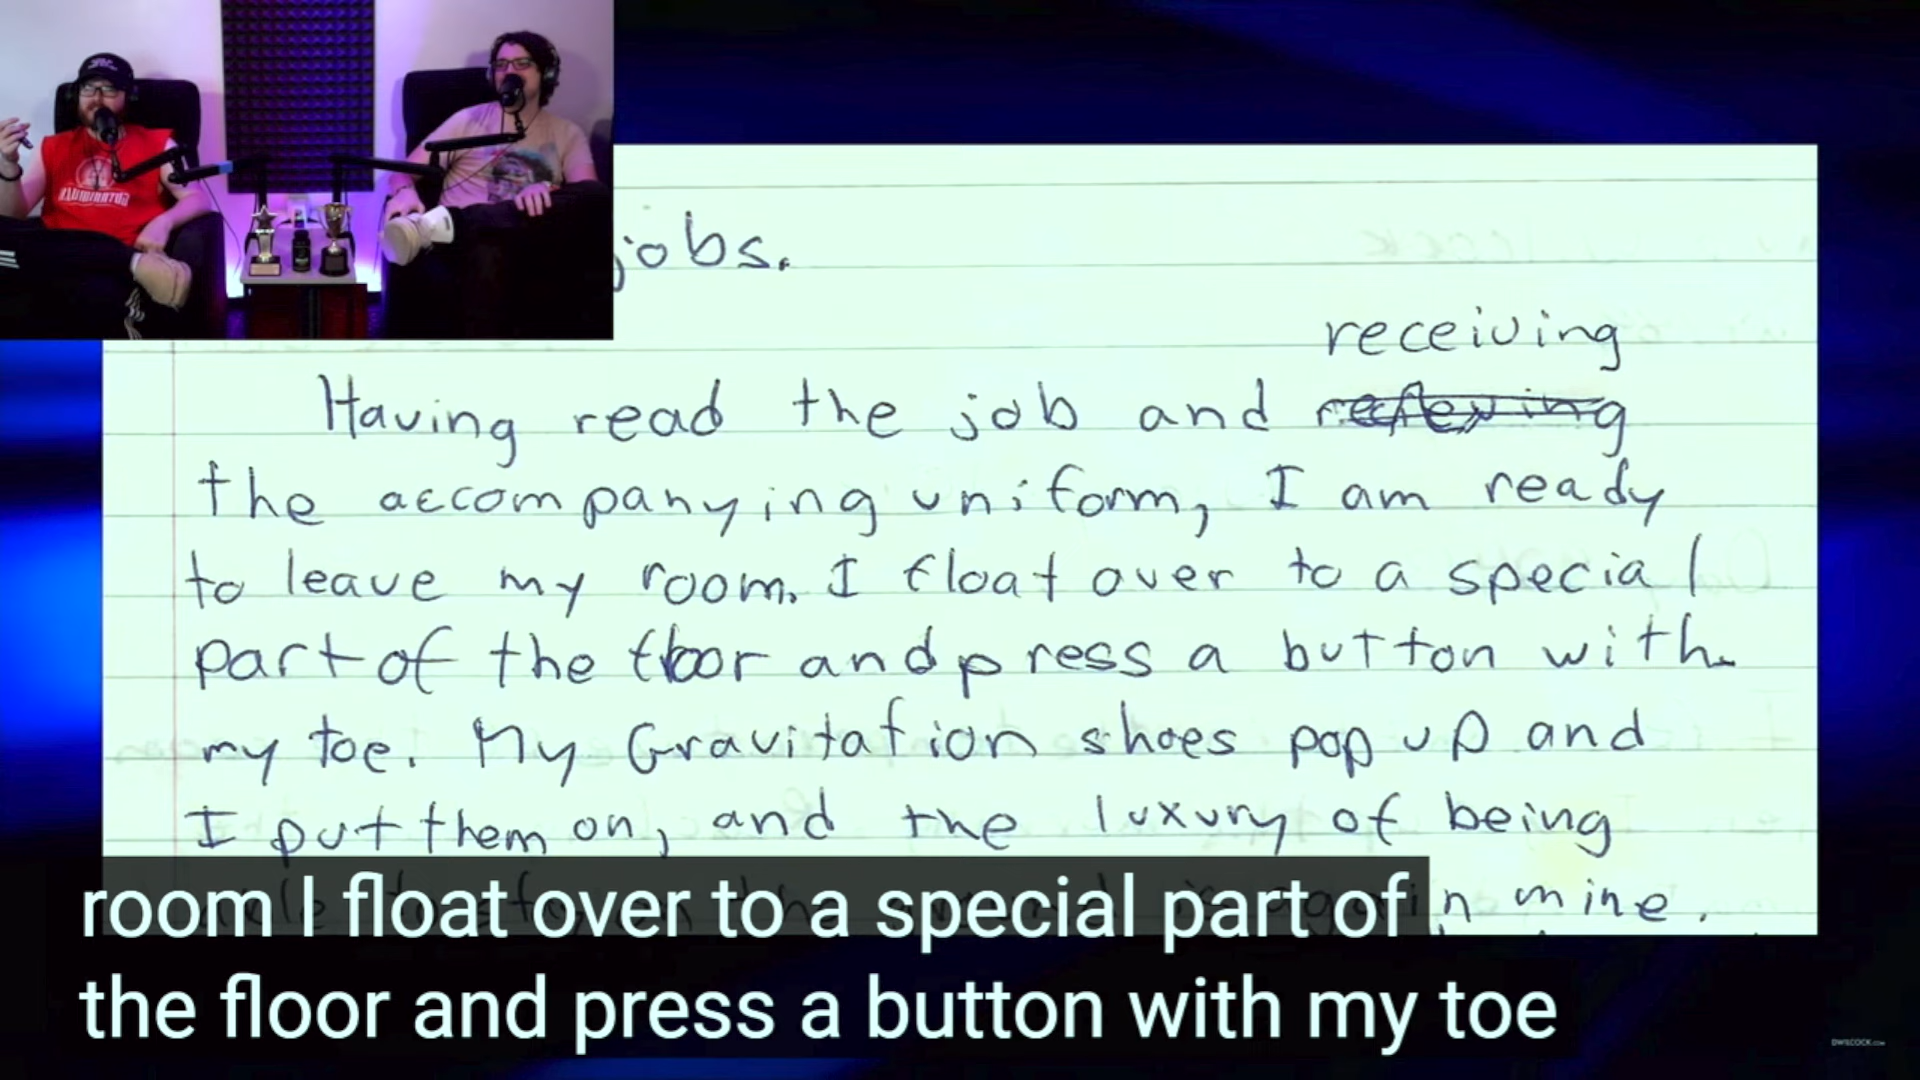 jobs.
receiving
Having read the job and
the accompanying uniform, I am ready
to leave my room. I float over to a special
part of the floor and press a button with
my toe. My Gravitation shoes pop up and
I put them on, and the luxury of being
in mine.
room I float over to a special part of
the floor and press a button with my toe
DWILCOCK.COM